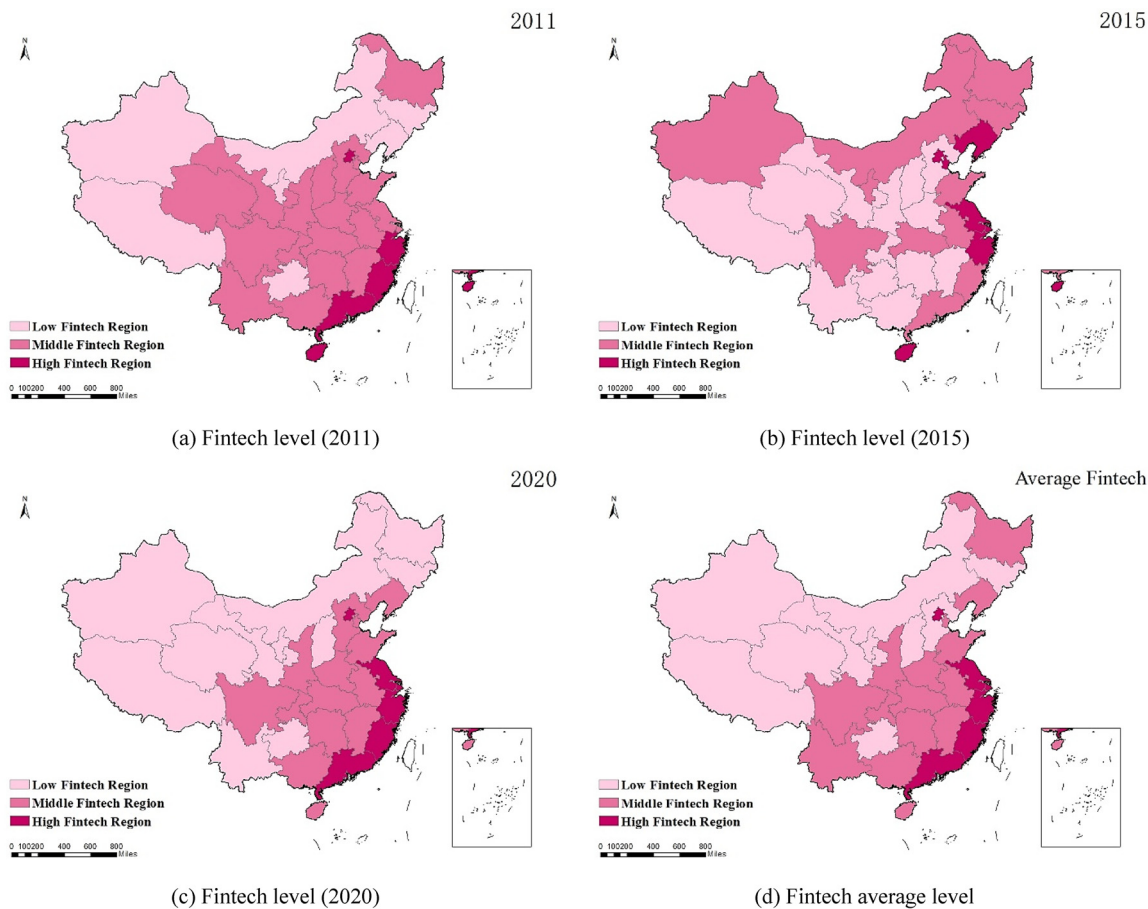 2011
N
Low Fintech Region
Middle Fintech Region
High Fintech Region
0 100200 400 600 800
Miles
(a) Fintech level (2011)
2015
N
Low Fintech Region
Middle Fintech Region
High Fintech Region
0 100200 400 600 800
Miles
(b) Fintech level (2015)
2020
N
Low Fintech Region
Middle Fintech Region
High Fintech Region
0 100200 400 600 800
Miles
(c) Fintech level (2020)
Average Fintech
N
Low Fintech Region
Middle Fintech Region
High Fintech Region
0 100200 400 600 800
Miles
(d) Fintech average level